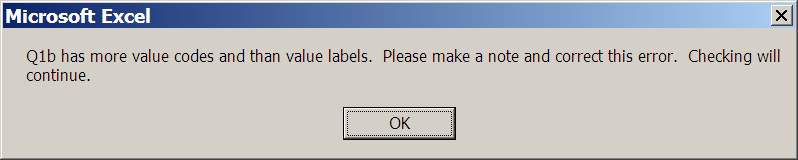 Microsoft Excel
Q1b has more value codes and than value labels.  Please make a note and correct this error.  Checking will
continue.
OK